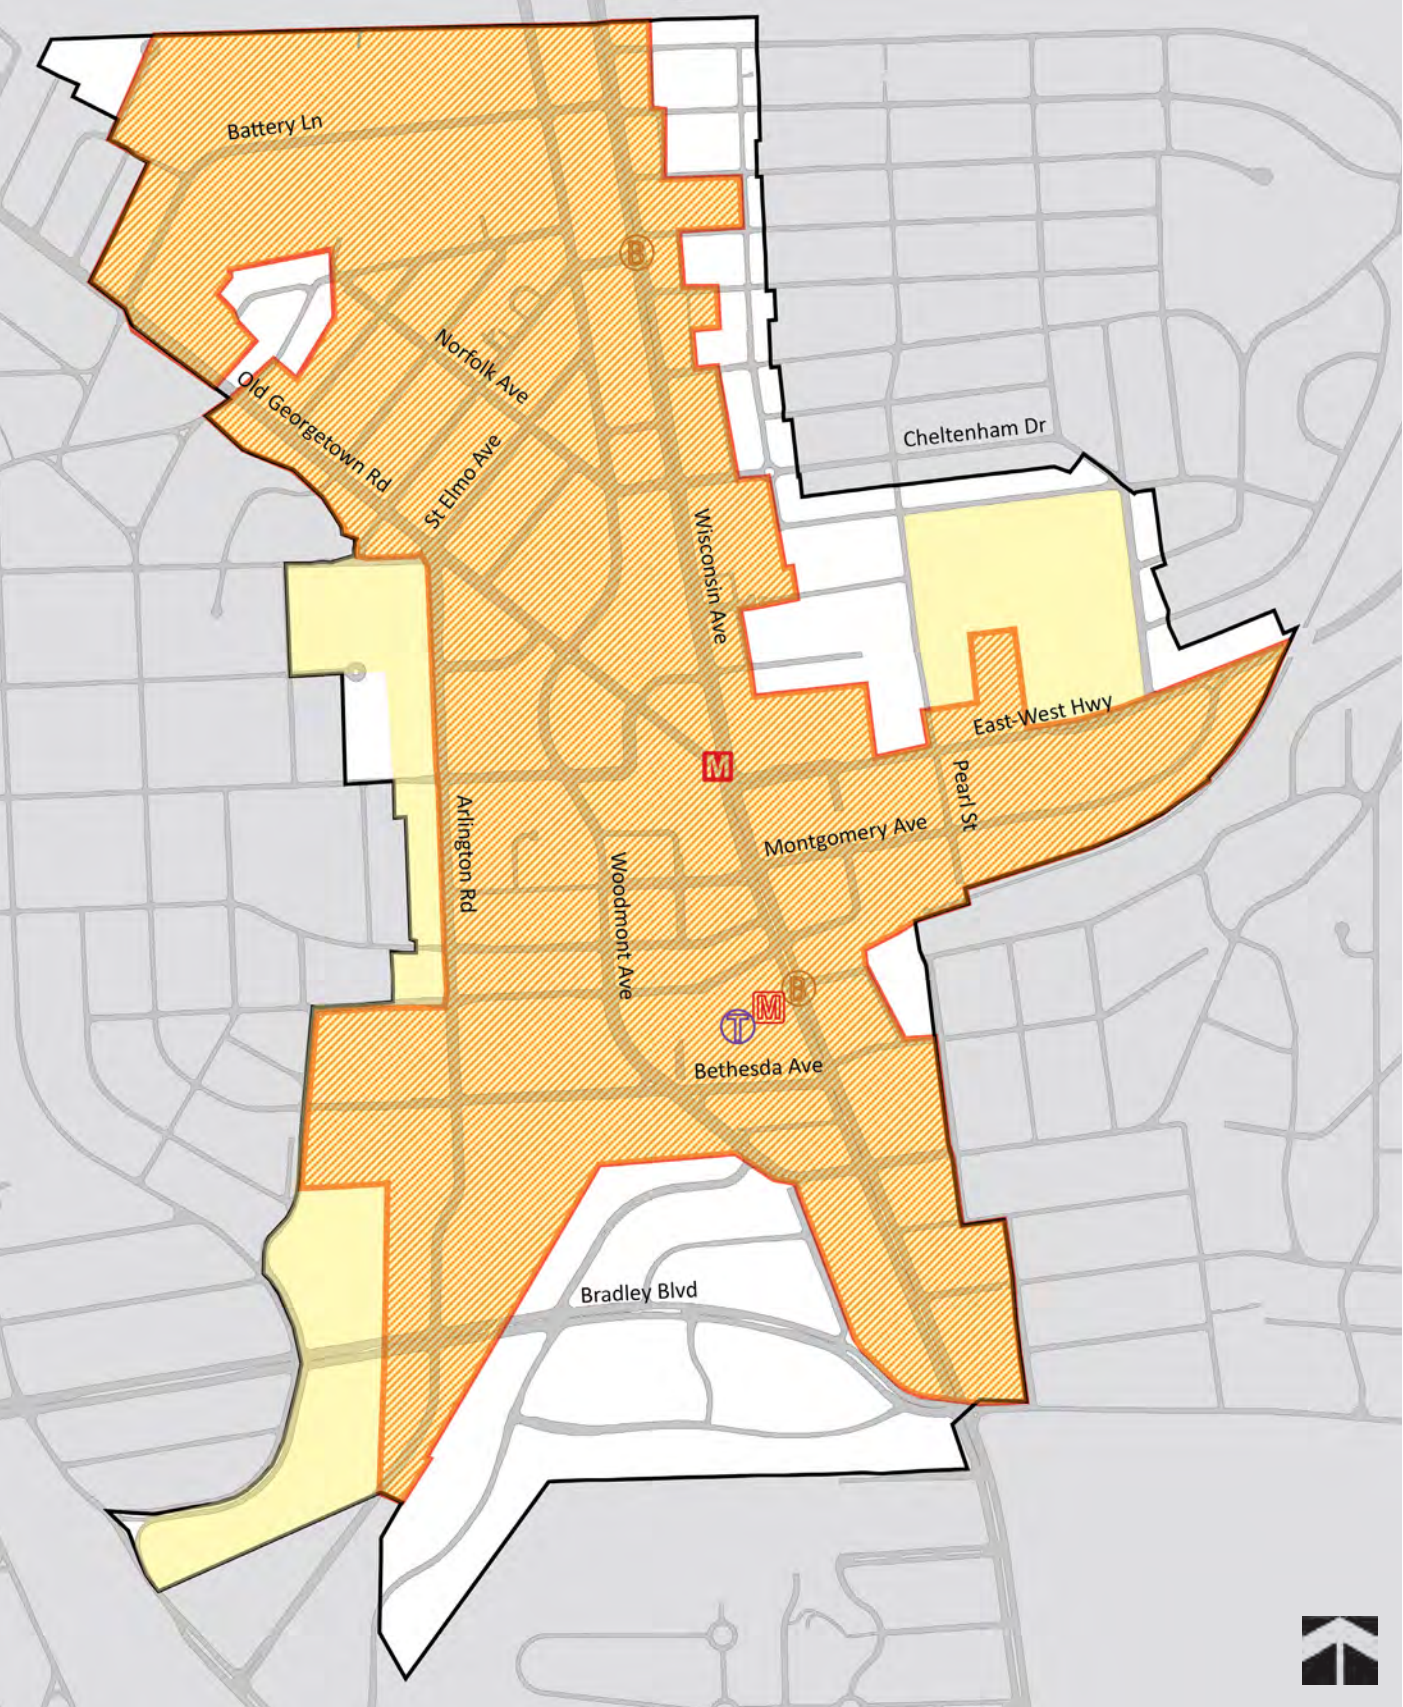 Battery Ln
B
Norfolk Ave
Old Georgetown Rd
St Elmo Ave
Cheltenham Dr
Wisconsin Ave
East-West Hwy
M
Pearl St
Arlington Rd
Montgomery Ave
Woodmont Ave
B
M
T
Bethesda Ave
Bradley Blvd